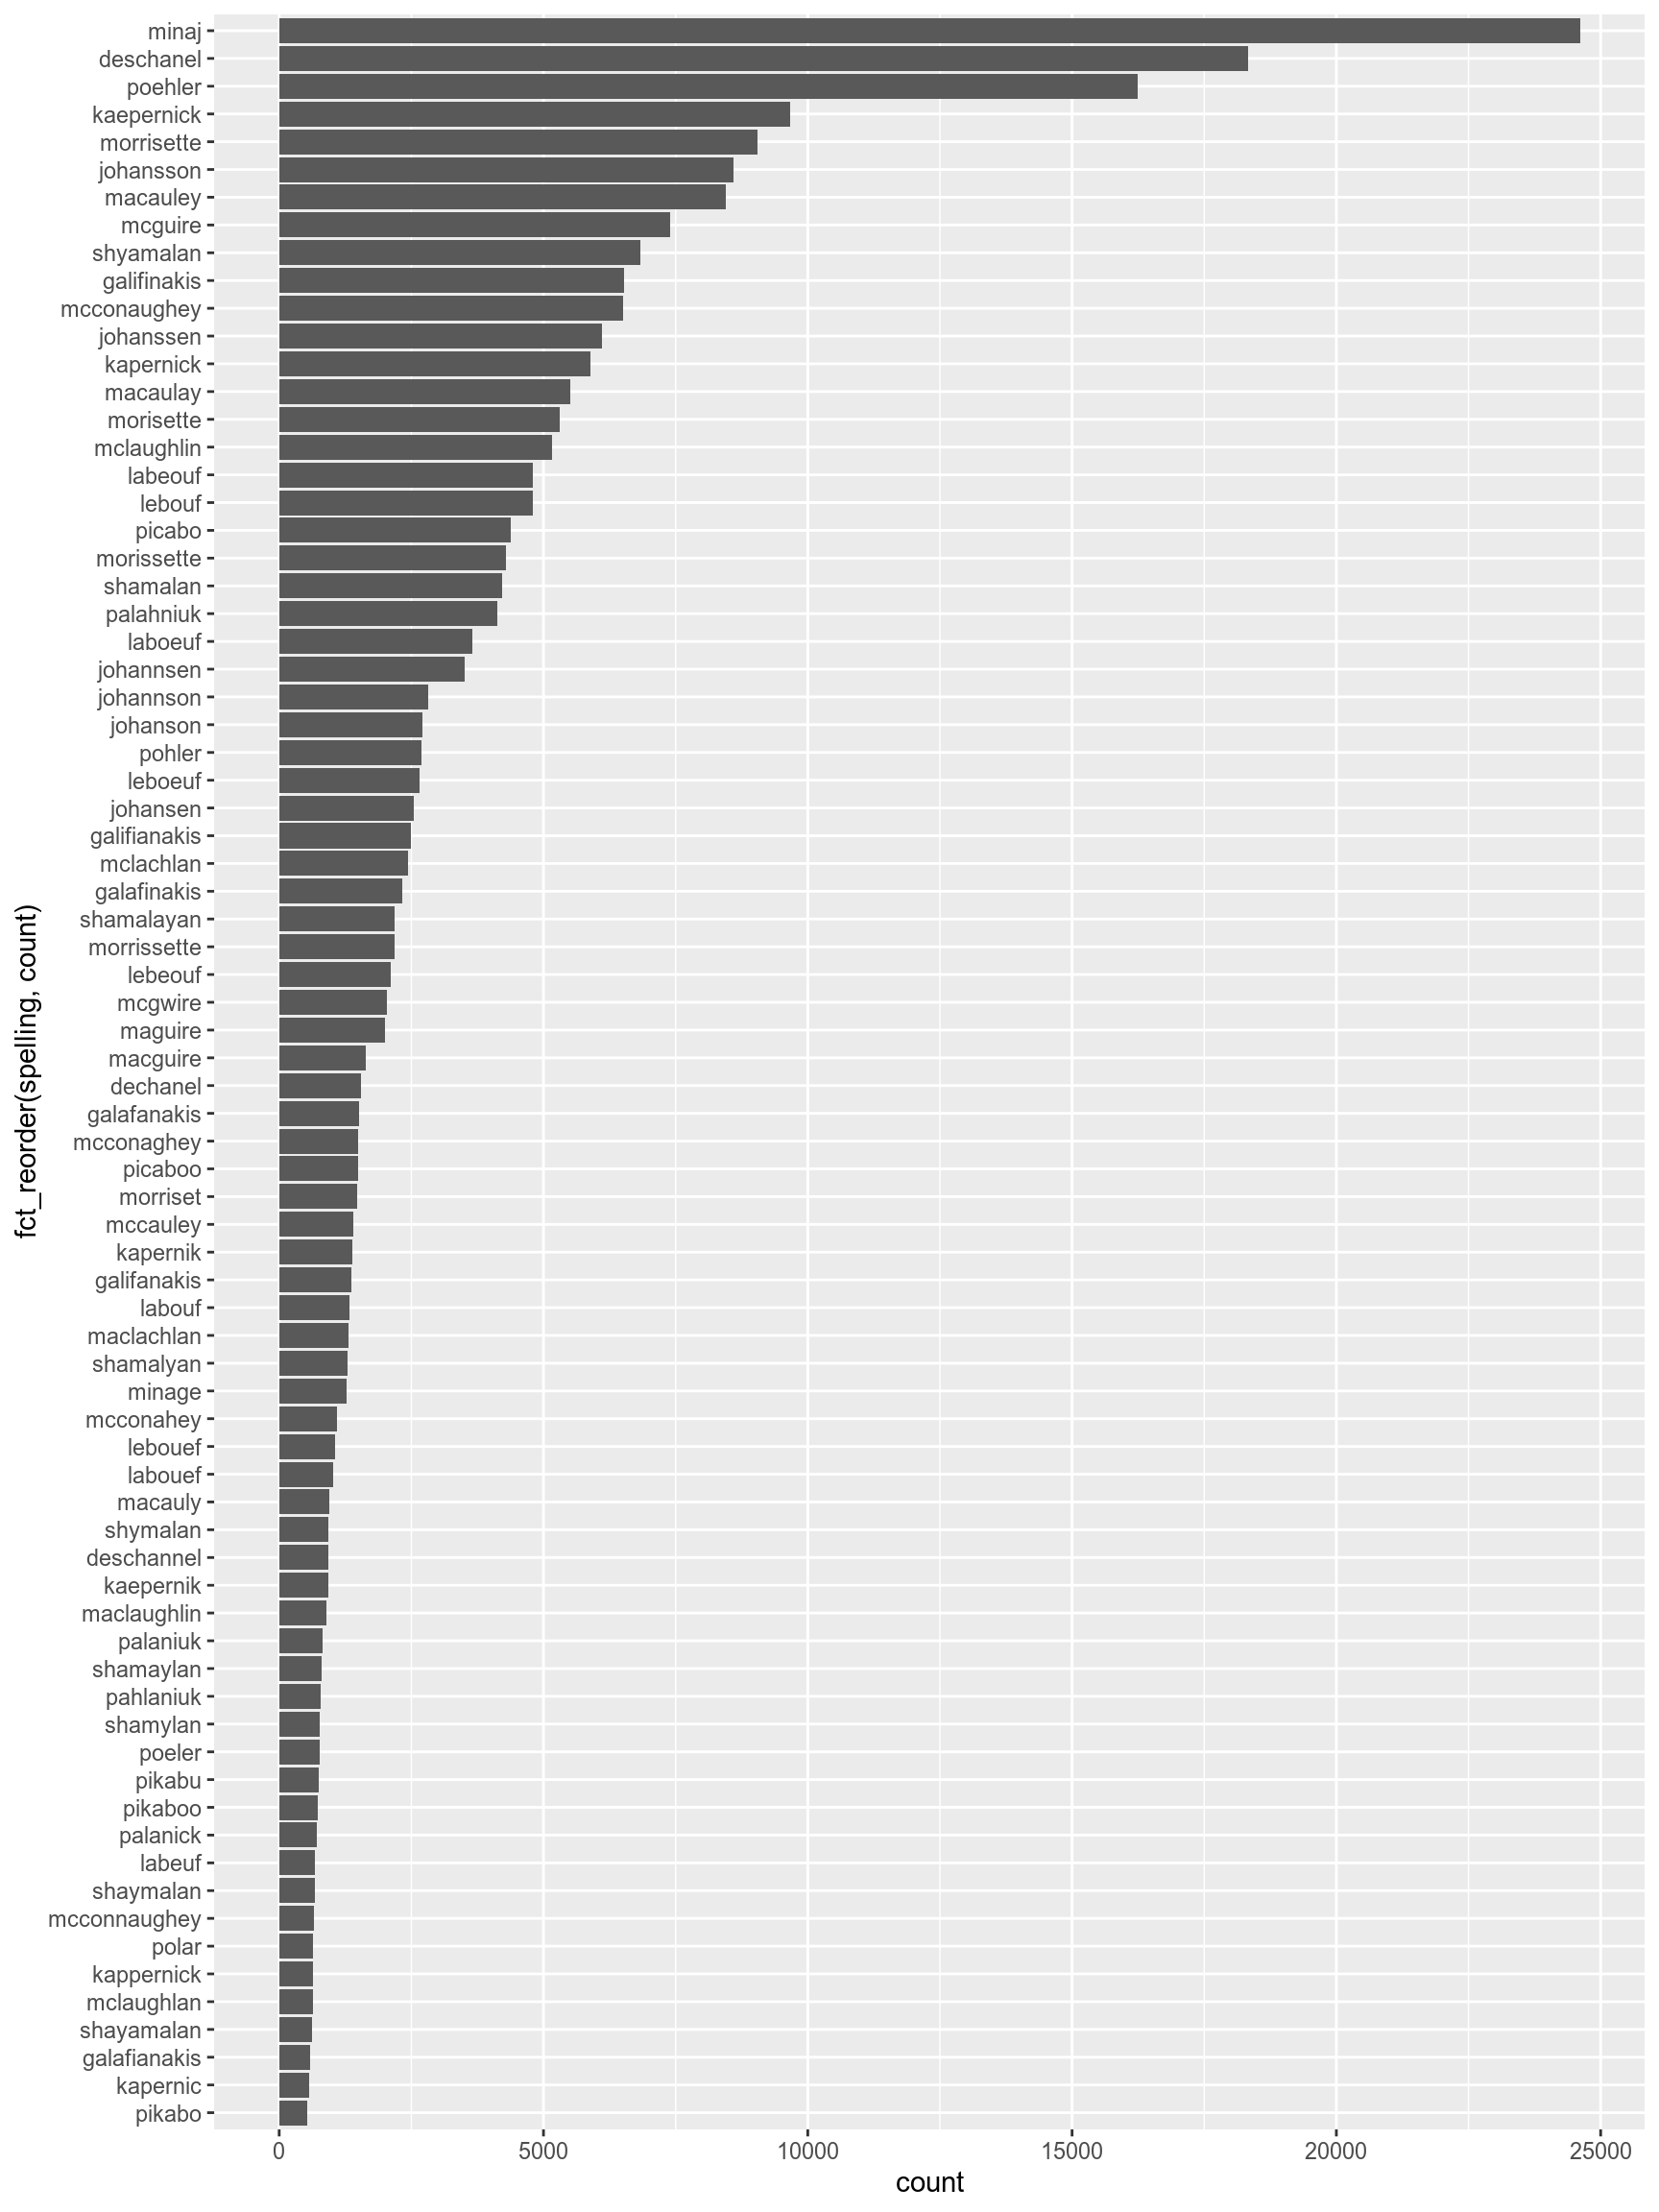 minaj
deschanel
poehler
kaepernick
morrisette
johansson
macauley
mcguire
shyamalan
galifinakis
mcconaughey
johanssen
kapernick
macaulay
morisette
mclaughlin
labeouf
lebouf
picabo
morissette
shamalan
palahniuk
laboeuf
johannsen
johannson
johanson
pohler
leboeuf
johansen
galifianakis
mclachlan
galafinakis
shamalayan
morrissette
lebeouf
mcgwire
maguire
macguire
dechanel
galafanakis
mcconaghey
picaboo
morriset
mccauley
kapernik
galifanakis
labouf
maclachlan
shamalyan
minage
mcconahey
lebouef
labouef
macauly
shymalan
deschannel
kaepernik
maclaughlin
palaniuk
shamaylan
pahlaniuk
shamylan
poeler
pikabu
pikaboo
palanick
labeuf
shaymalan
mcconnaughey
polar
kappernick
mclaughlan
shayamalan
galafianakis
kapernic
pikabo
fct_reorder(spelling, count)
0 5000 10000 15000 20000 25000
count